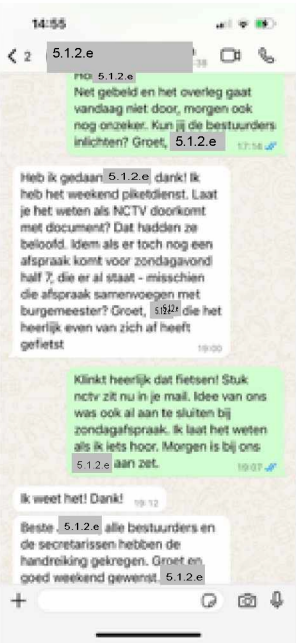 14:55
2
5.1.2.e
38
5.1.2.e
Net gebeld en het overleg gaat
vandaag niet door, morgen ook
nog onzeker. Kun jij de bestuurders
inlichten? Groet, 5.1.2.e
17:14
Heb ik gedaan 5.1.2.e dank! Ik
heb het weekend piketdienst. Laat
je het weten als NCTV doorkomt
met document? Dat hadden ze
beloofd. Idem als er toch nog een
afspraak komt voor zondagavond
half 7, die er al staat - misschien
die afspraak samenvoegen met
burgemeester? Groet, 5.1.2.e die het
heerlijk even van zich af heeft
gefietst
19:00
Klinkt heerlijk dat fietsen! Stuk
nctv zit nu in je mail. Idee van ons
was ook al aan te sluiten bij
zondagafspraak. Ik laat het weten
als ik iets hoor. Morgen is bij ons
5.1.2.e aan zet.
19:07
Ik weet het! Dank!
19:12
Beste 5.1.2.e alle bestuurders en
de secretarissen hebben de
handreiking gekregen. Groet en
goed weekend gewenst. 5.1.2.e